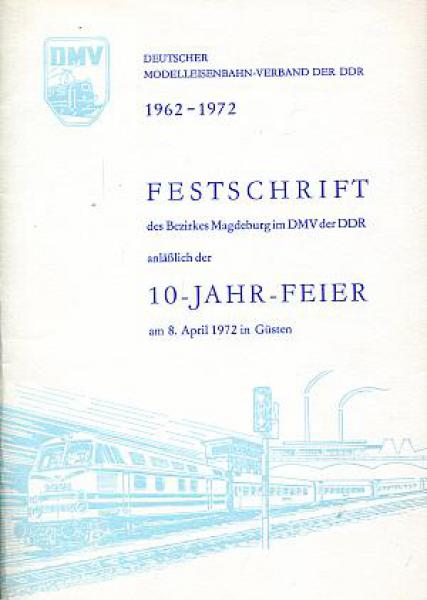 DMV
DEUTSCHER
MODELLEISENBAHN-VERBAND DER DDR
1962-1972
FESTSCHRIFT
des Bezirkes Magdeburg im DMV der DDR
anläßlich der
10-JAHR-FEIER
am 8. April 1972 in Güsten